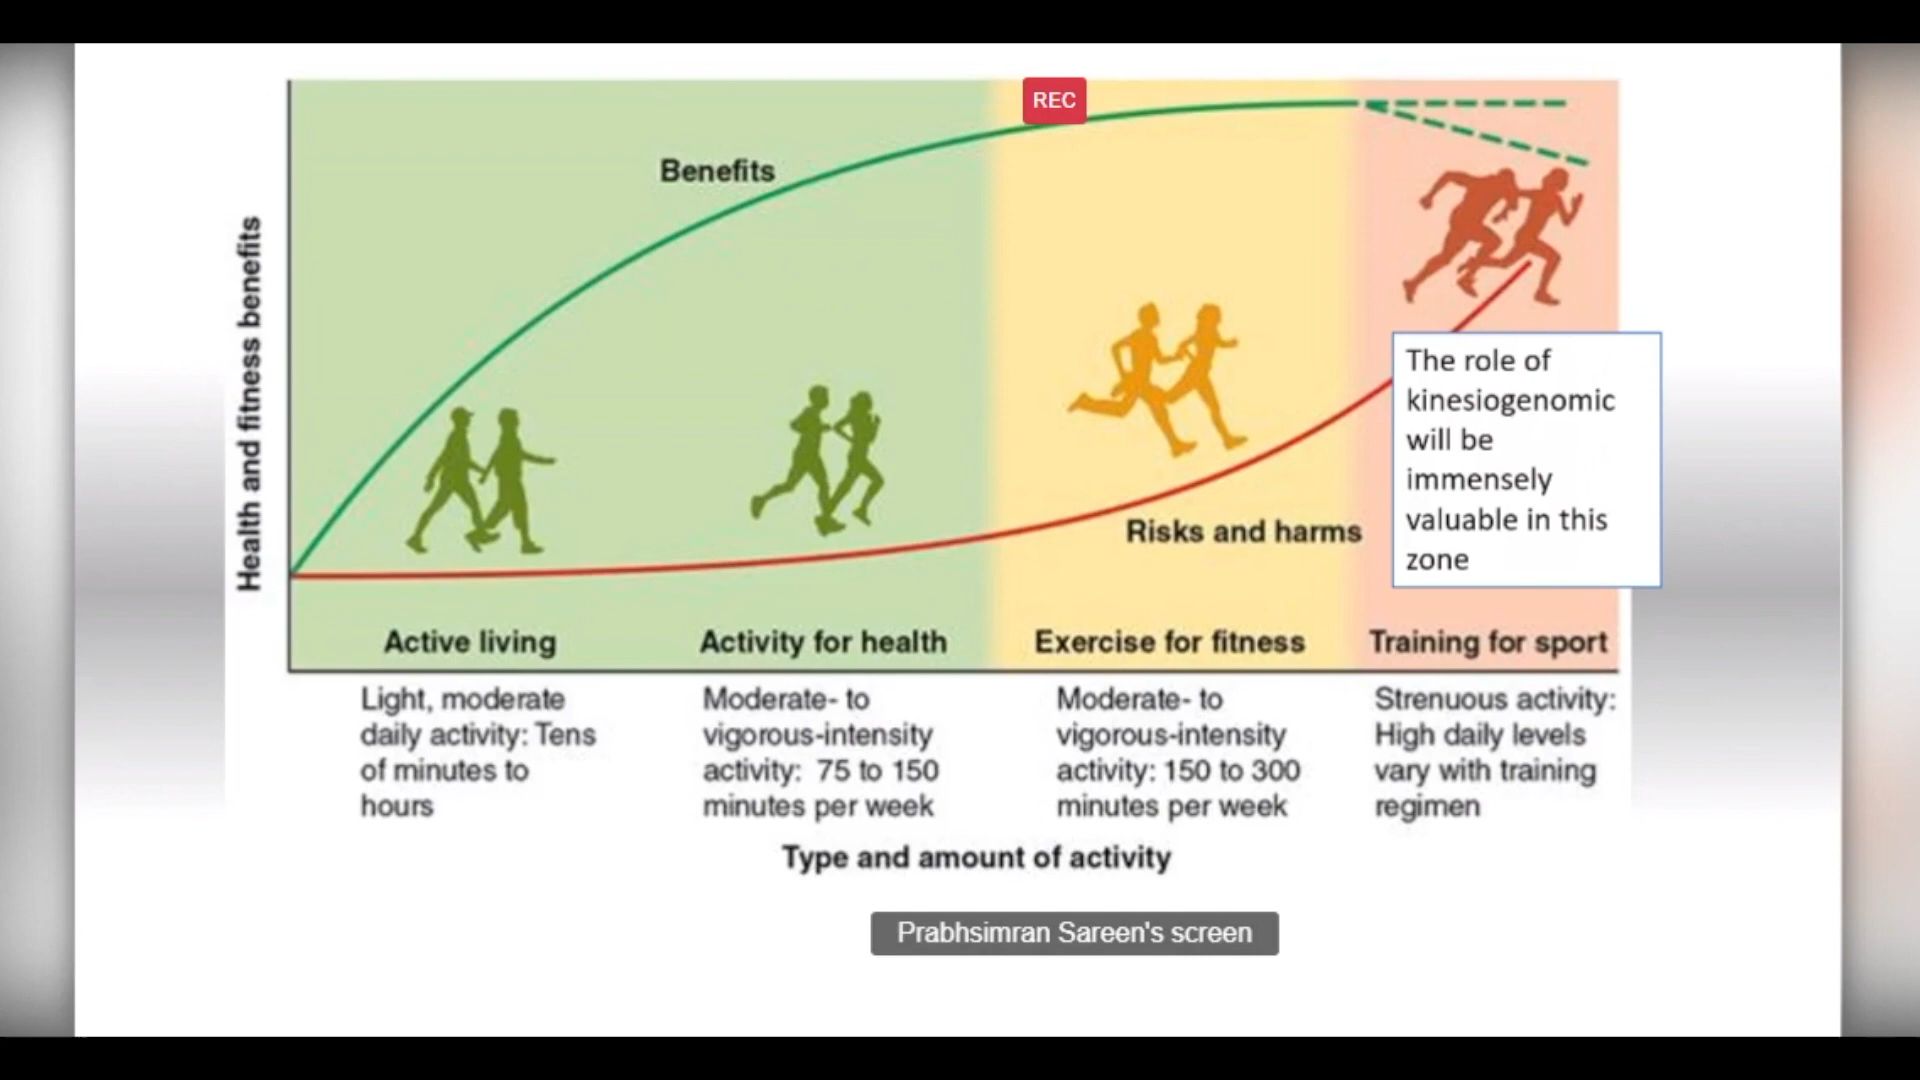 REC
Benefits
Health and fitness benefits
The role of
kinesiogenomic
will be
immensely
valuable in this
zone
Risks and harms
Active living
Activity for health
Exercise for fitness
Training for sport
Light, moderate
daily activity: Tens
of minutes to
hours
Moderate- to
vigorous-intensity
activity: 75 to 150
minutes per week
Moderate- to
vigorous-intensity
activity: 150 to 300
minutes per week
Strenuous activity:
High daily levels
vary with training
regimen
Type and amount of activity
Prabhsimran Sareen's screen